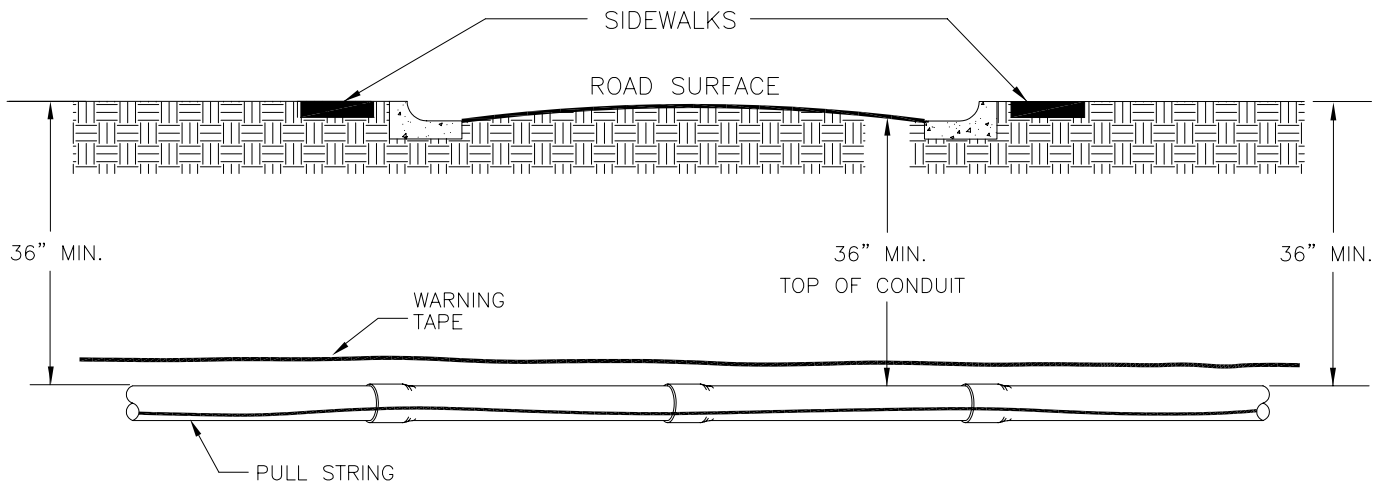 SIDEWALKS
ROAD SURFACE
36” MIN.
36” MIN.
TOP OF CONDUIT
36” MIN.
WARNING
TAPE
PULL STRING